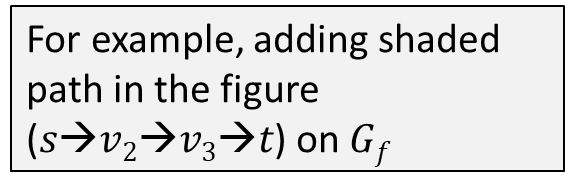 For example, adding shaded
path in the figure
(s→v₂→v₃→t) on G_f